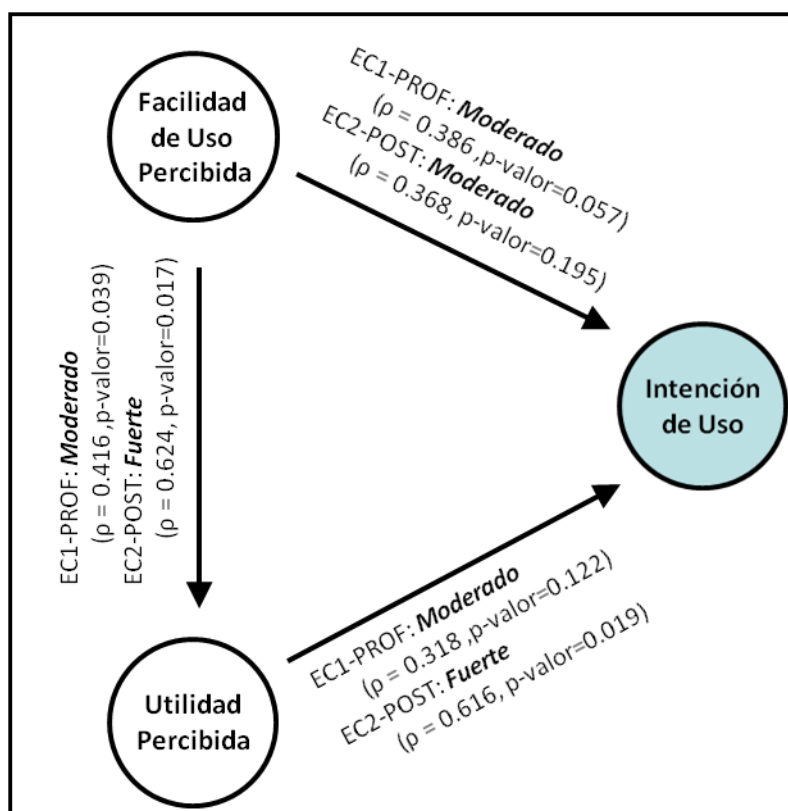 Facilidad
de Uso
Percibida
EC1-PROF: Moderado
(ρ = 0.386 ,p-valor=0.057)
EC2-POST: Moderado
(ρ = 0.368, p-valor=0.195)
EC1-PROF: Moderado
(ρ = 0.416 ,p-valor=0.039)
EC2-POST: Fuerte
(ρ = 0.624, p-valor=0.017)
Intención
de Uso
EC1-PROF: Moderado
(ρ = 0.318 ,p-valor=0.122)
EC2-POST: Fuerte
(ρ = 0.616, p-valor=0.019)
Utilidad
Percibida